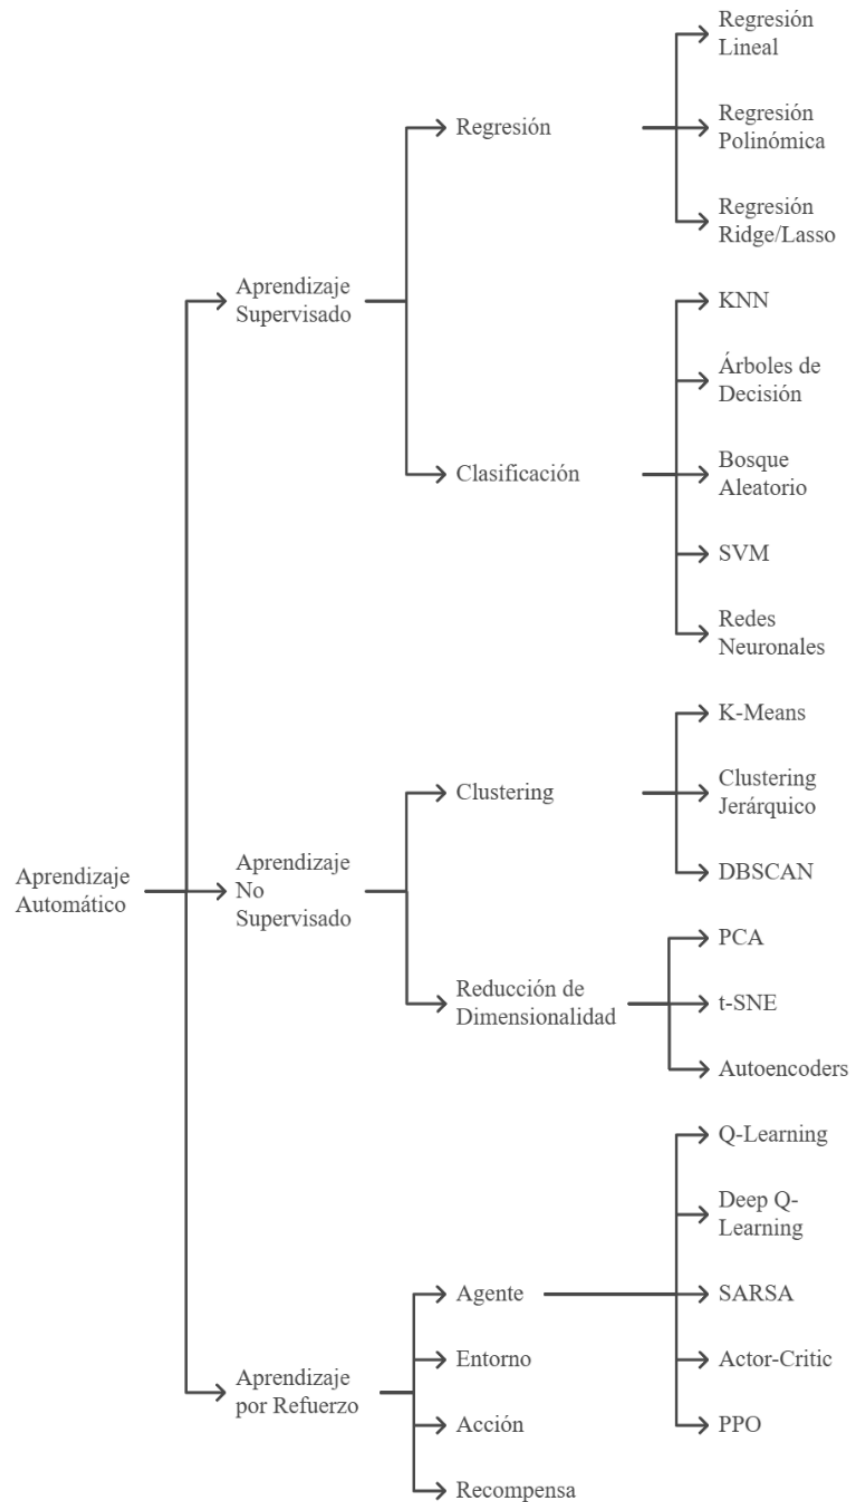 Aprendizaje
Automático
Aprendizaje
Supervisado
Regresión
Regresión
Lineal
Regresión
Polinómica
Regresión
Ridge/Lasso
Clasificación
KNN
Árboles de
Decisión
Bosque
Aleatorio
SVM
Redes
Neuronales
Aprendizaje
No
Supervisado
Clustering
K-Means
Clustering
Jerárquico
DBSCAN
Reducción de
Dimensionalidad
PCA
t-SNE
Autoencoders
Aprendizaje
por Refuerzo
Agente
Q-Learning
Deep Q-
Learning
SARSA
Actor-Critic
PPO
Entorno
Acción
Recompensa